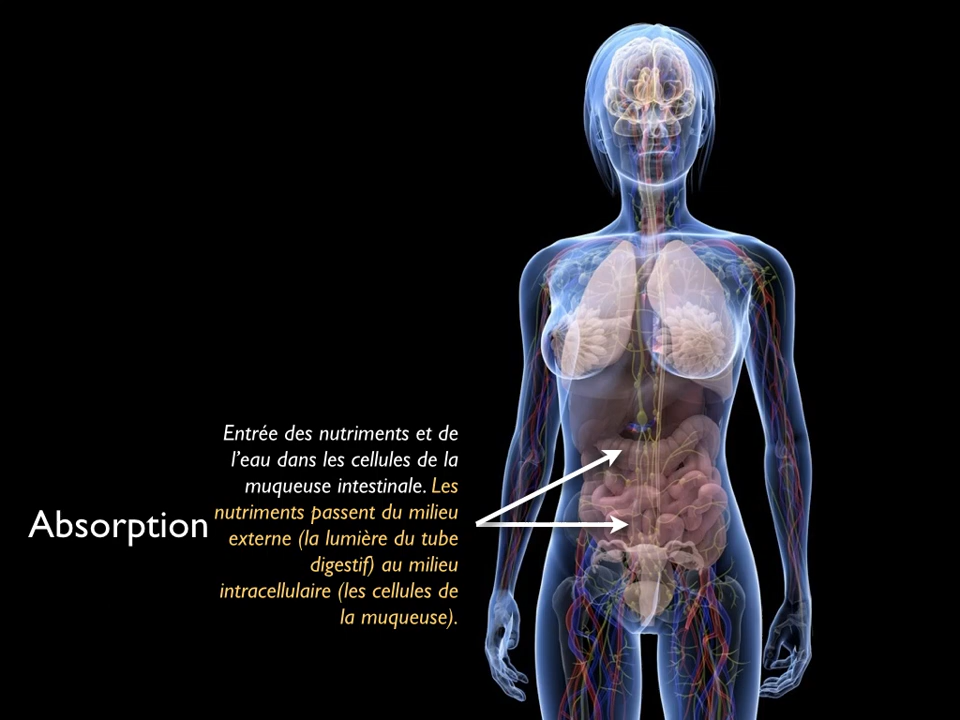 Entrée des nutriments et de
l'eau dans les cellules de la
muqueuse intestinale. Les
nutriments passent du milieu
externe (la lumière du tube
digestif) au milieu
intracellulaire (les cellules de
la muqueuse).
Absorption